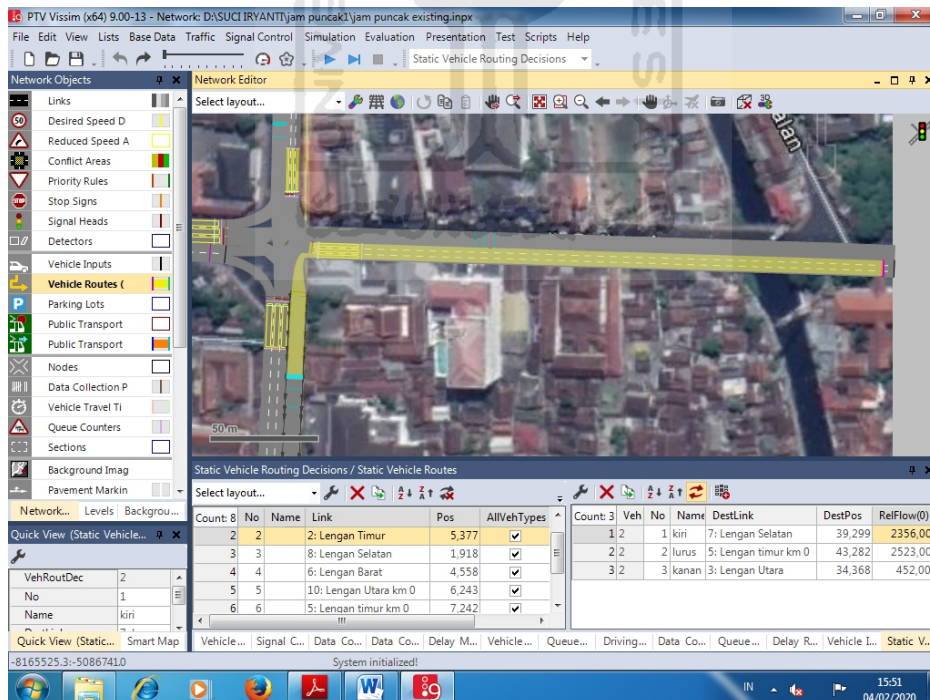 PTV Vissim (x64) 9.00-13 - Network: D:\SUCI IRYANTI\jam puncak1\jam puncak existing.inpx
File Edit View Lists Base Data Traffic Signal Control Simulation Evaluation Presentation Test Scripts Help
Static Vehicle Routing Decisions
Network Objects
Network Editor
Select layout...
Links
50 Desired Speed D
Reduced Speed A
Conflict Areas
Priority Rules
STOP Stop Signs
Signal Heads
Detectors
Vehicle Inputs
Vehicle Routes (
P Parking Lots
Public Transport
Public Transport
Nodes
Data Collection P
Vehicle Travel Ti
Queue Counters
Sections
Background Imag
Pavement Markin
Network... Levels Backgrou...
50 m
Static Vehicle Routing Decisions / Static Vehicle Routes
Select layout...
Count: 8 No Name Link Pos AllVehTypes
2 2 2: Lengan Timur 5,377
3 3 8: Lengan Selatan 1,918
4 4 6: Lengan Barat 4,558
5 5 10: Lengan Utara km 0 6,243
6 6 5: Lengan timur km 0 7,242
Count: 3 Veh No Name DestLink DestPos RelFlow(0)
1 2 1 kiri 7: Lengan Selatan 39,299 2356,00
2 2 2 lurus 5: Lengan timur km 0 43,282 2523,00
3 2 3 kanan 3: Lengan Utara 34,368 452,00
Quick View (Static Vehicle...
VehRoutDec 2
No 1
Name kiri
Quick View (Static... Smart Map
Vehicle... Signal C... Data Co... Data Co... Delay M... Vehicle... Queue... Driving... Data Co... Queue... Delay R... Vehicle I... Static V...
-8165525.3:-5086741.0 System initialized!
IN 15:51
04/02/2020